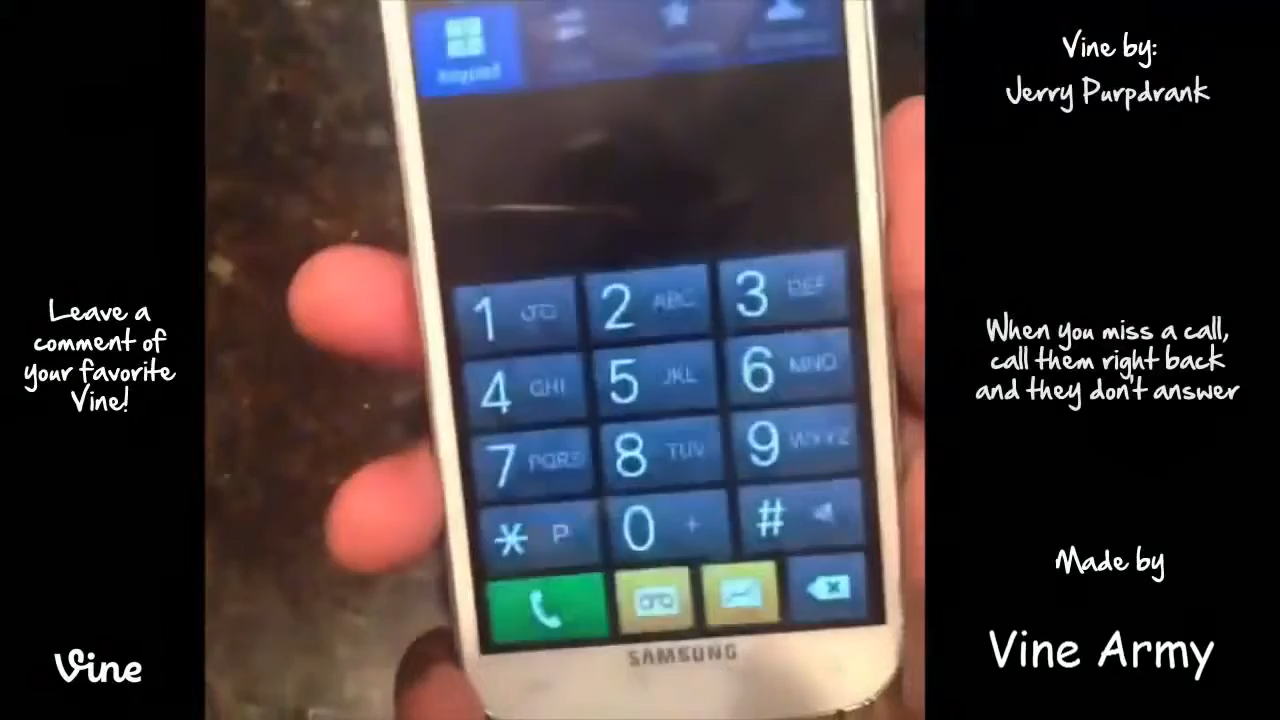 Vine by:
Jerry Purpdrank
Keypad
Leave a
comment of
your favorite
Vine!
1
2 ABC
3 DEF
4 GHI
5 JKL
6 MNO
7 PQRS
8 TUV
9 WXYZ
* P
0 +
#
SAMSUNG
When you miss a call,
call them right back
and they don't answer
Made by
Vine Army
Vine